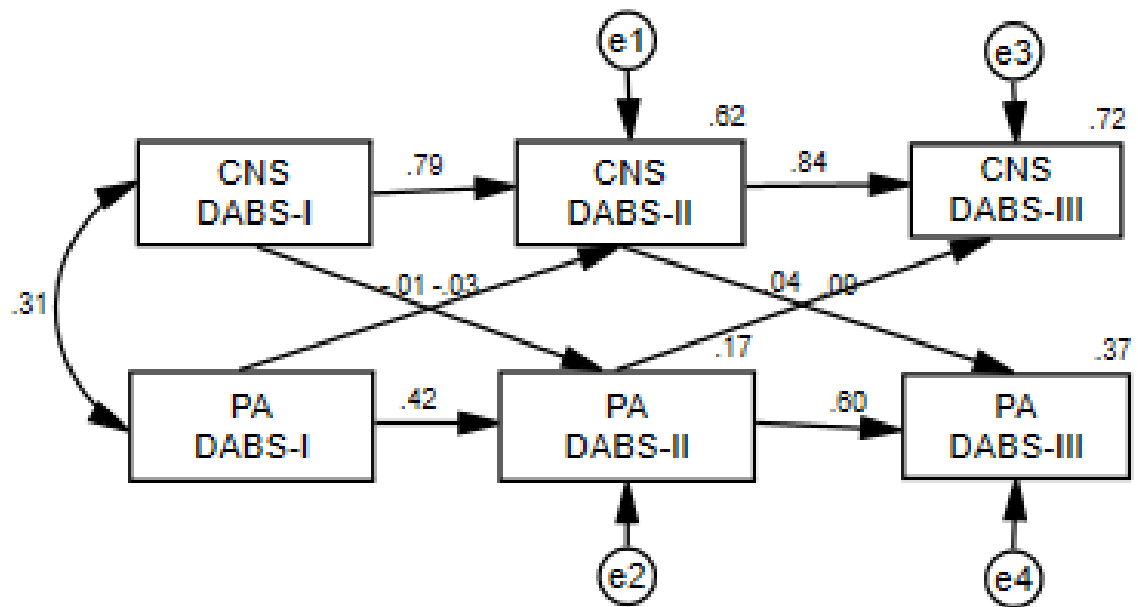 e1
e3
.62
.72
CNS
DABS-I
.79
CNS
DABS-II
.84
CNS
DABS-III
.31
-.01
-.03
.04
.00
.17
.37
PA
DABS-I
.42
PA
DABS-II
.60
PA
DABS-III
e2
e4